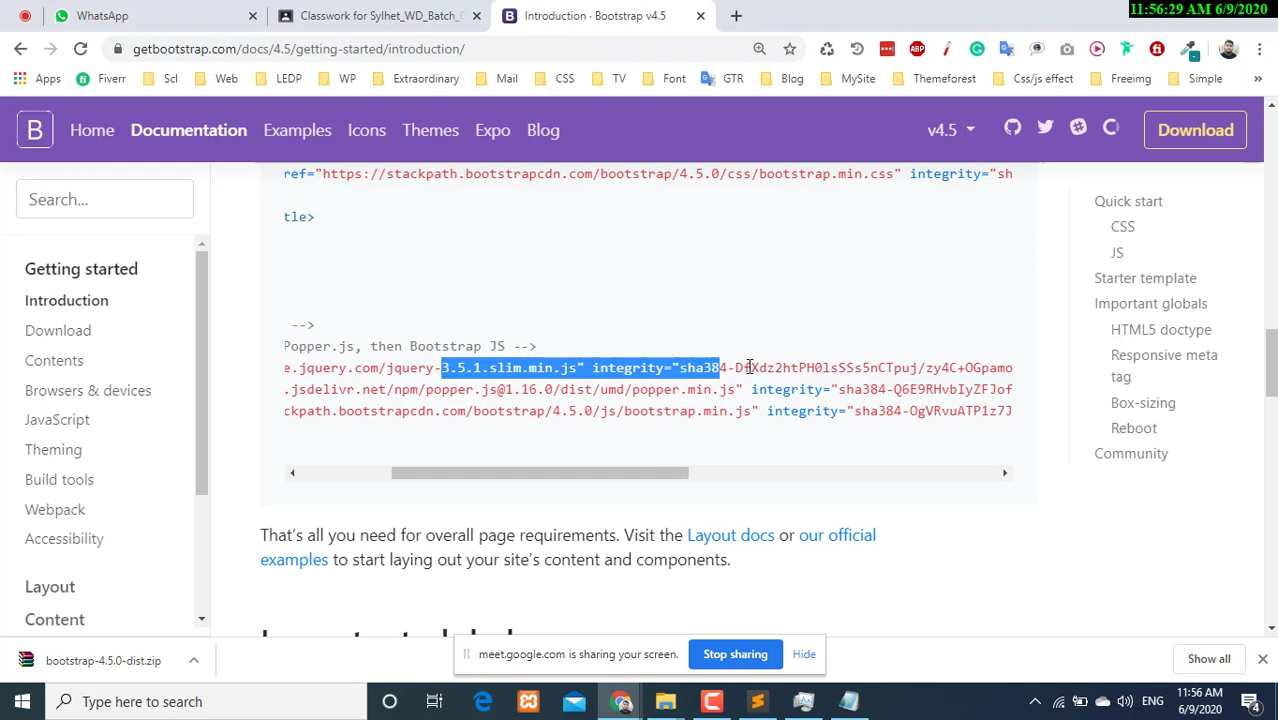 11:56:29 AM 6/9/2020
WhatsApp
Classwork for Sylhet_WD_Batch_
Introduction · Bootstrap v4.5
getbootstrap.com/docs/4.5/getting-started/introduction/
Apps
Fiverr
Scl
Web
LEDP
WP
Extraordinary
Mail
CSS
TV
Font
GTR
Blog
MySite
Themeforest
Css/js effect
Freeimg
Simple
B
Home
Documentation
Examples
Icons
Themes
Expo
Blog
v4.5
Download
Search...
Getting started
Introduction
Download
Contents
Browsers & devices
JavaScript
Theming
Build tools
Webpack
Accessibility
Layout
Content
ref="https://stackpath.bootstrapcdn.com/bootstrap/4.5.0/css/bootstrap.min.css" integrity="sh
tle>
-->
Popper.js, then Bootstrap JS -->
e.jquery.com/jquery-3.5.1.slim.min.js" integrity="sha384-DfXdz2htPH0lsSSs5nCTpuj/zy4C+OGpamo
.jsdelivr.net/npm/popper.js@1.16.0/dist/umd/popper.min.js" integrity="sha384-Q6E9RHvbIyZFJof
ckpath.bootstrapcdn.com/bootstrap/4.5.0/js/bootstrap.min.js" integrity="sha384-OgVRvuATP1z7J
That's all you need for overall page requirements. Visit the Layout docs or our official
examples to start laying out your site's content and components.
Quick start
CSS
JS
Starter template
Important globals
HTML5 doctype
Responsive meta
tag
Box-sizing
Reboot
Community
meet.google.com is sharing your screen.
Stop sharing
Hide
bootstrap-4.5.0-dist.zip
Show all
Type here to search
ENG
11:56 AM
6/9/2020
4